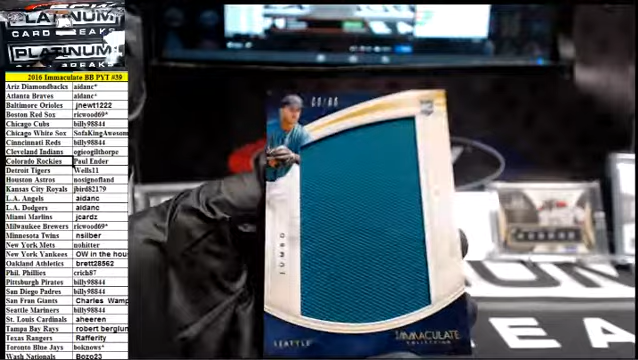 PLATINUM
CARD BREAKS
PLATINUM
2016 Immaculate BB PYT #39
Ariz Diamondbacks aidanc*
Atlanta Braves aidanc*
Baltimore Orioles jnewt1222
Boston Red Sox ricwood69*
Chicago Cubs billy98844
Chicago White Sox SofaKingAwesom
Cinncinnati Reds billy98844
Cleveland Indians ogieogilthorpe
Colorado Rockies Paul Ender
Detroit Tigers Wells11
Houston Astros nosignofland
Kansas City Royals jbird82179
L.A. Angels aidanc
L.A. Dodgers aidanc
Miami Marlins jcardz
Milwaukee Brewers ricwood69*
Minnesota Twins nsilber
New York Mets nohitter
New York Yankees OW in the hou
Oakland Athletics brett28562
Phil. Phillies crich87
Pittsburgh Pirates billy98844
San Diego Padres billy98844
San Fran Giants Charles Wamp
Seattle Mariners billy98844
St. Louis Cardinals aheeren
Tampa Bay Rays robert berglun
Texas Rangers Rafferity
Toronto Blue Jays boknows*
Wash Nationals Bozo23
JUMBO
SEATTLE
IMMACULATE
COLLECTION